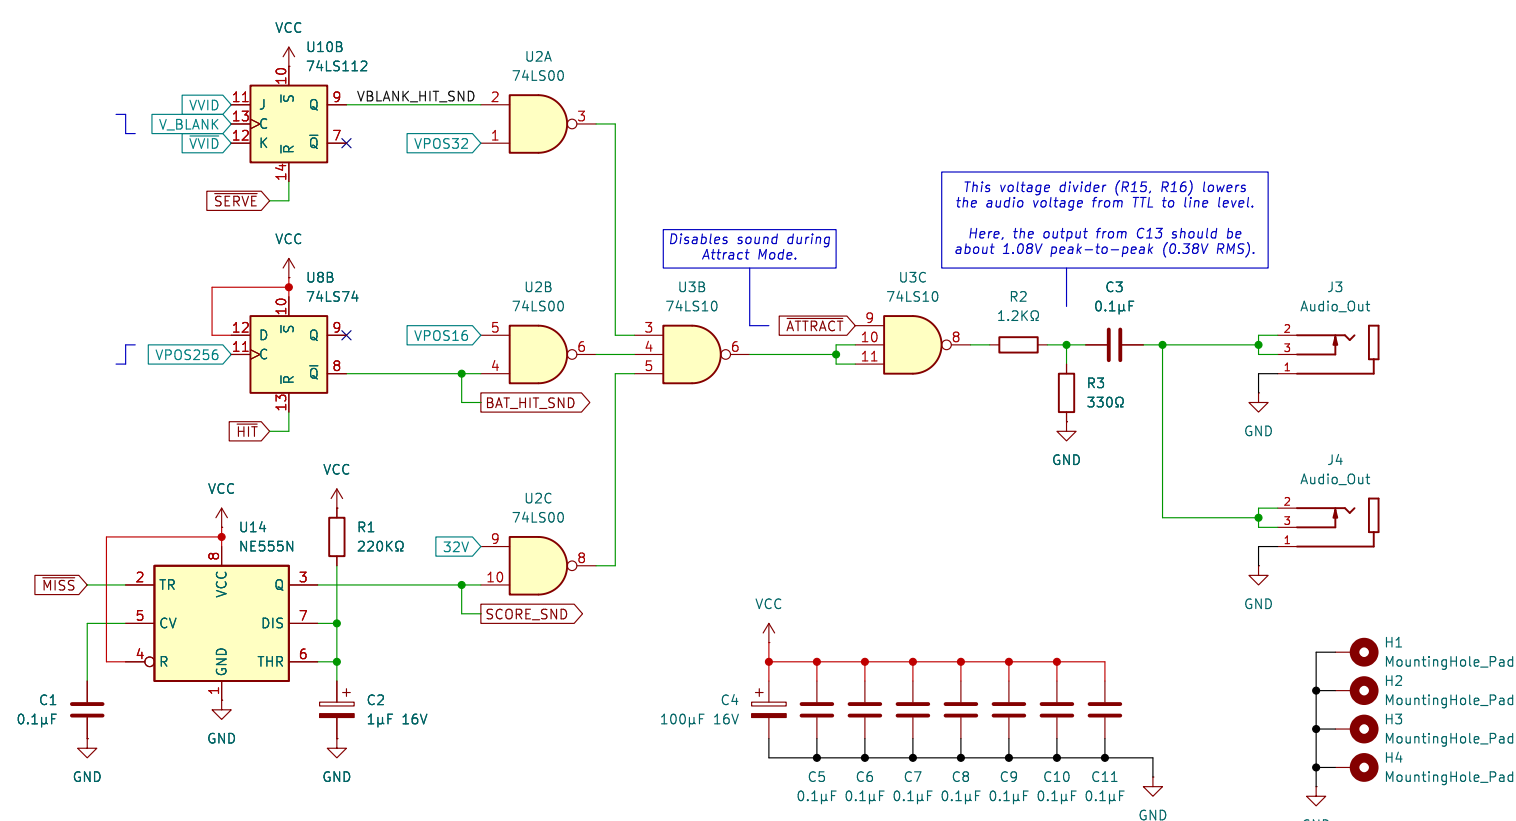 VCC
U10B
74LS112
10
S
11
VVID
J
Q
9
VBLANK_HIT_SND
13
V_BLANK
C
12
VVID
K
Q
7
R
14
SERVE
U2A
74LS00
2
3
VPOS32
1
VCC
U8B
74LS74
10
S
12
D
Q
9
11
VPOS256
C
Q
8
R
13
HIT
U2B
74LS00
VPOS16
5
6
4
BAT_HIT_SND
VCC
U14
NE555N
8
VCC
MISS
2
TR
Q
3
5
CV
DIS
7
4
R
THR
6
GND
1
GND
C1
0.1µF
GND
VCC
R1
220KΩ
+
C2
1µF 16V
GND
U2C
74LS00
32V
9
8
10
SCORE_SND
Disables sound during
Attract Mode.
U3B
74LS10
3
4
5
6
ATTRACT
U3C
74LS10
9
10
11
8
This voltage divider (R15, R16) lowers
the audio voltage from TTL to line level.
Here, the output from C13 should be
about 1.08V peak-to-peak (0.38V RMS).
R2
1.2KΩ
C3
0.1µF
R3
330Ω
GND
J3
Audio_Out
2
3
1
GND
J4
Audio_Out
2
3
1
GND
VCC
+
C4
100µF 16V
C5
0.1µF
C6
0.1µF
C7
0.1µF
C8
0.1µF
C9
0.1µF
C10
0.1µF
C11
0.1µF
GND
H1
MountingHole_Pad
H2
MountingHole_Pad
H3
MountingHole_Pad
H4
MountingHole_Pad